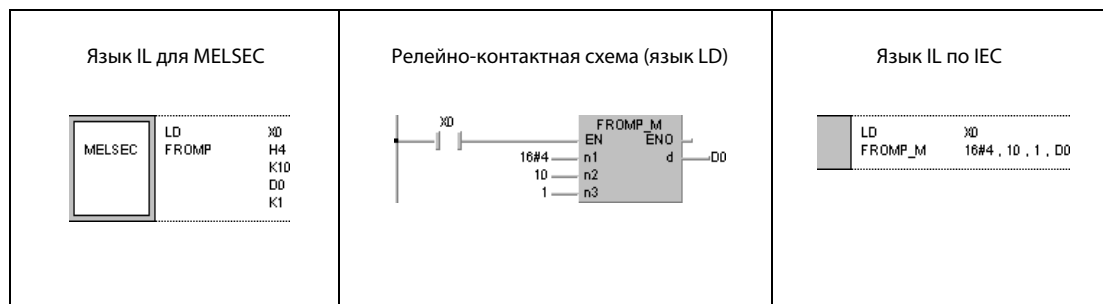 Язык IL для MELSEC
MELSEC
LD X0
FROMP H4
K10
D0
K1
Релейно-контактная схема (язык LD)
X0
FROMP_M
EN ENO
16#4 n1 d D0
10 n2
1 n3
Язык IL по IEC
LD X0
FROMP_M 16#4 , 10 , 1 , D0